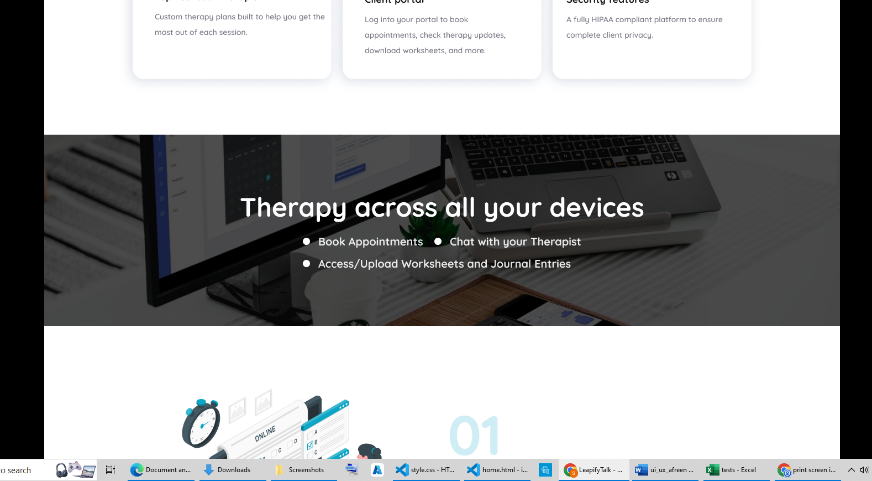 Custom therapy plans built to help you get the
most out of each session.
Client portal
Log into your portal to book
appointments, check therapy updates,
download worksheets, and more.
Security features
A fully HIPAA compliant platform to ensure
complete client privacy.
Therapy across all your devices
Book Appointments
Chat with your Therapist
Access/Upload Worksheets and Journal Entries
ONLINE
01
o search
Document an...
Downloads
Screenshots
style.css - HT...
home.html - i...
LeapifyTalk - ...
ui_ux_afreen ...
tests - Excel
print screen i...